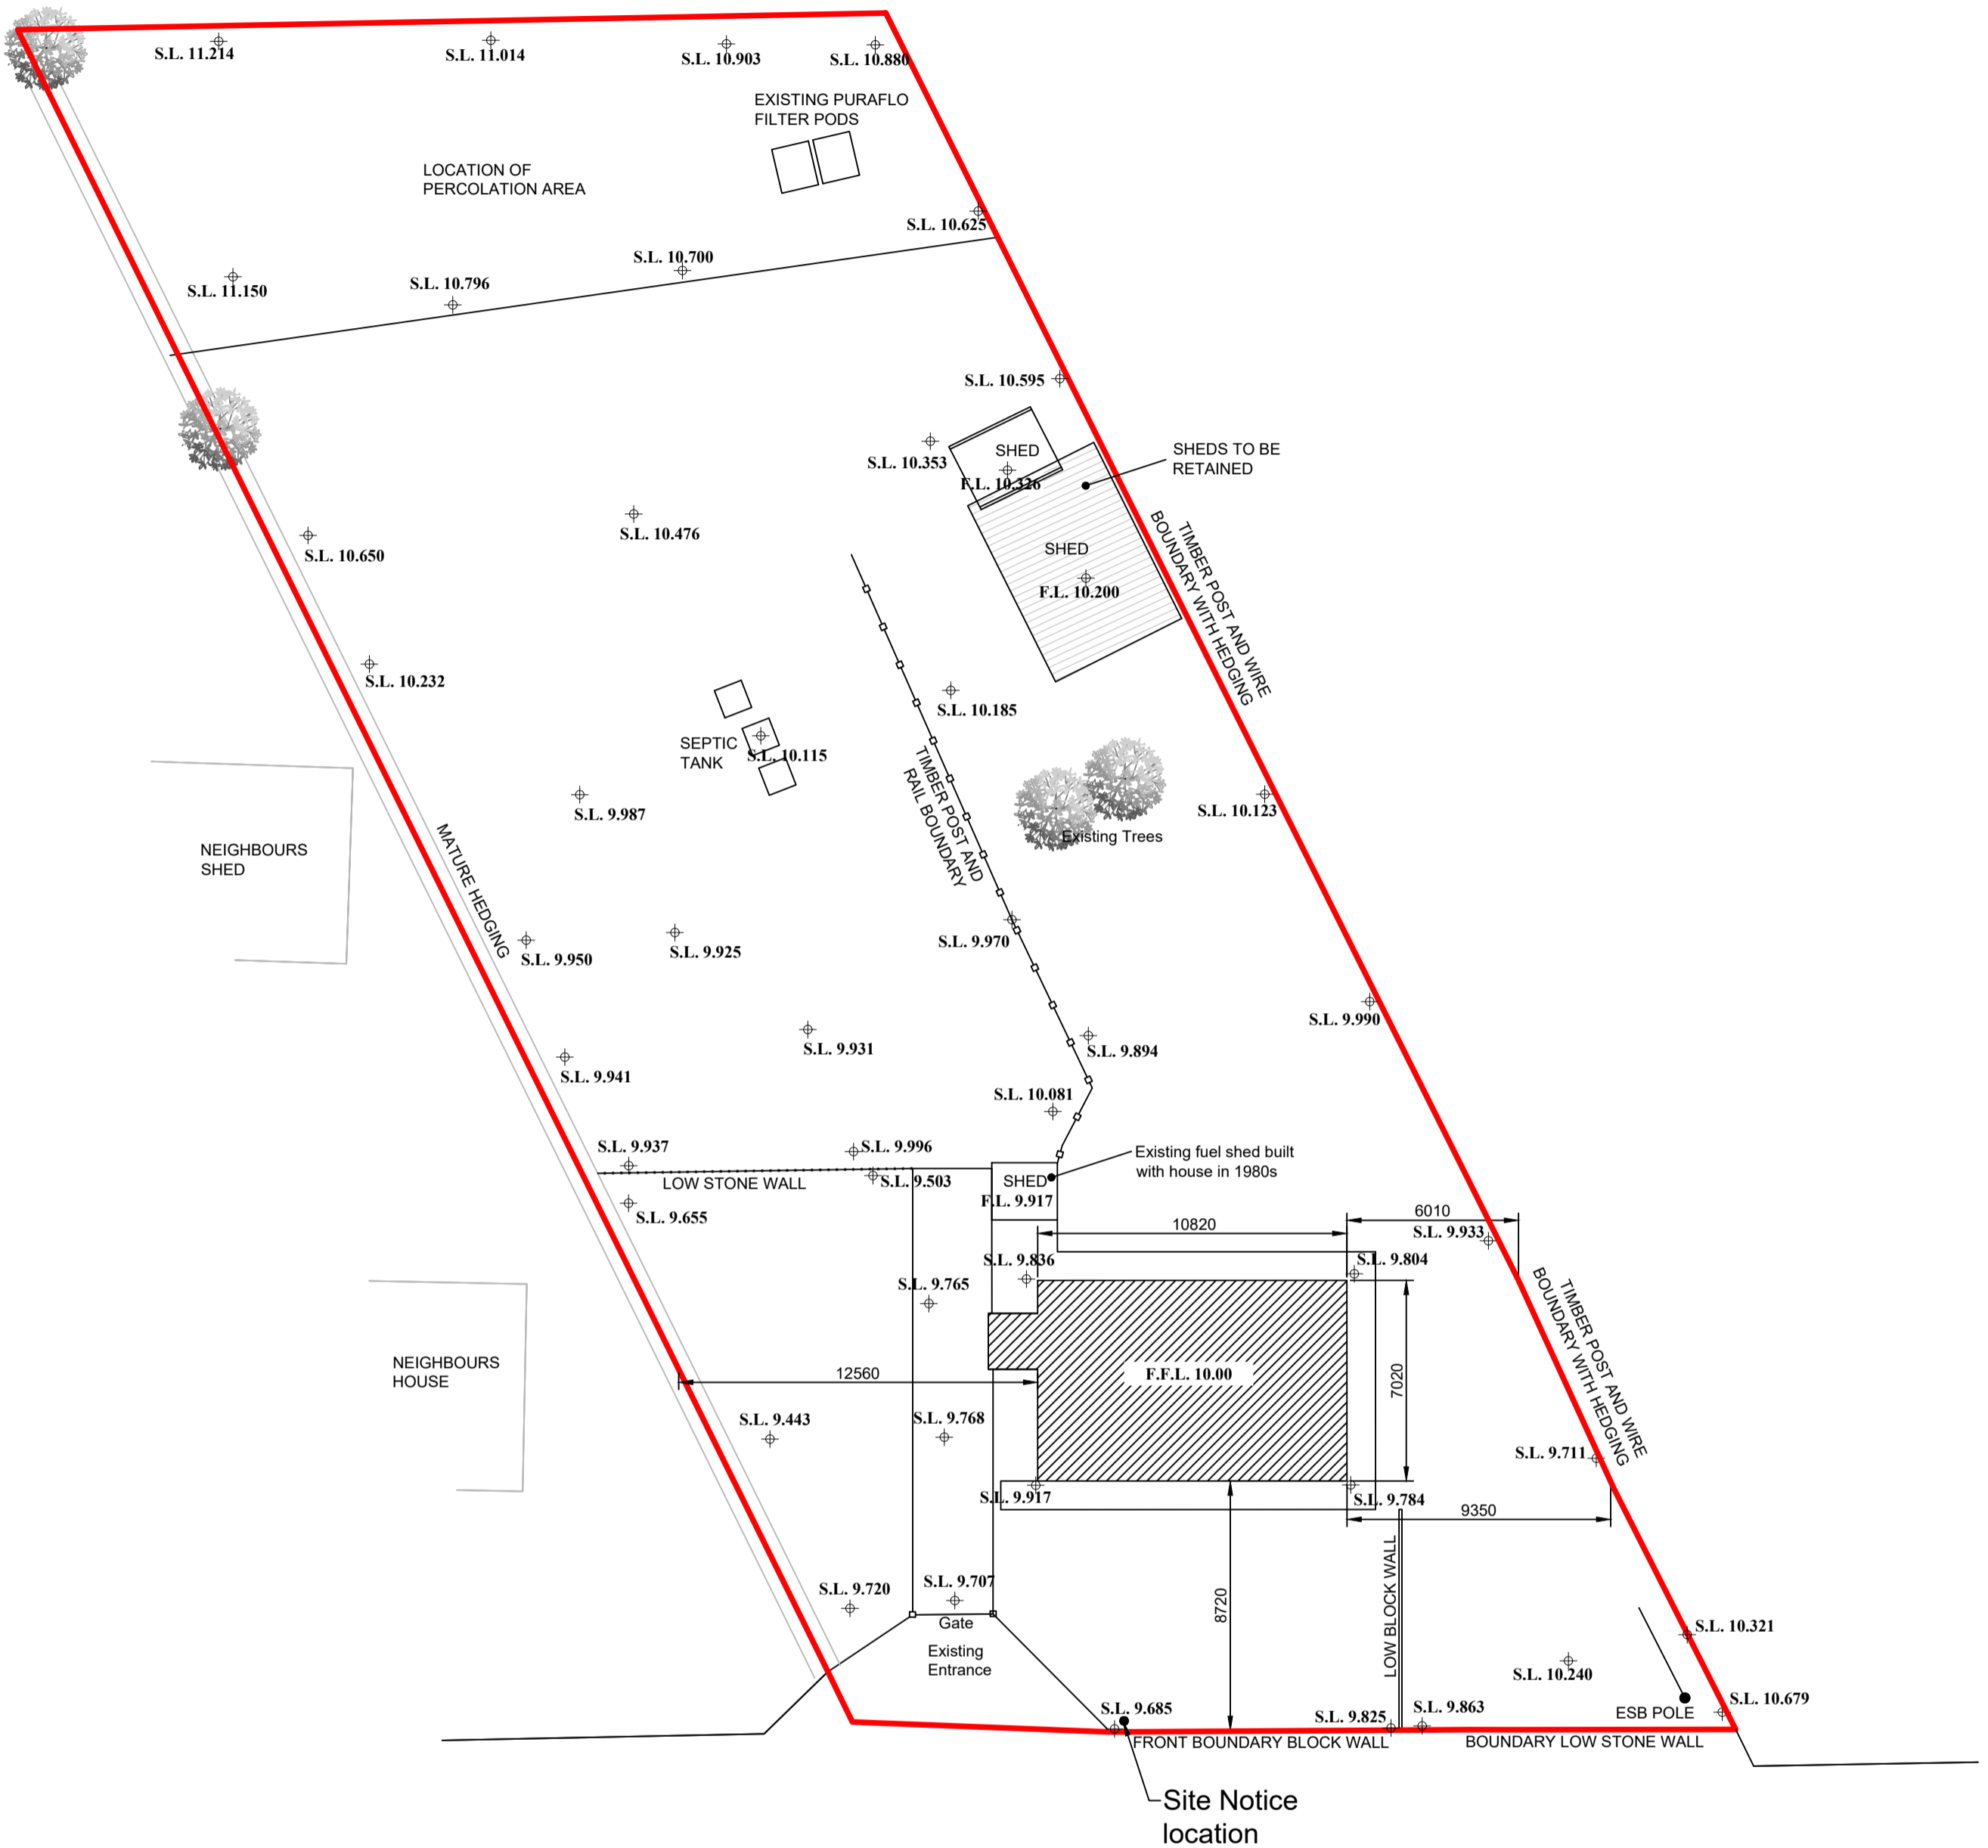 S.L. 11.214
S.L. 11.014
S.L. 10.903
S.L. 10.880
EXISTING PURAFLO
FILTER PODS
LOCATION OF
PERCOLATION AREA
S.L. 10.625
S.L. 10.700
S.L. 10.796
S.L. 11.150
S.L. 10.595
SHED
S.L. 10.353
F.L. 10.326
SHEDS TO BE
RETAINED
S.L. 10.476
S.L. 10.650
SHED
F.L. 10.200
TIMBER POST AND WIRE
BOUNDARY WITH HEDGING
S.L. 10.232
S.L. 10.185
SEPTIC
TANK
S.L. 10.115
TIMBER POST AND
RAIL BOUNDARY
S.L. 9.987
S.L. 10.123
Existing Trees
NEIGHBOURS
SHED
MATURE HEDGING
S.L. 9.950
S.L. 9.925
S.L. 9.970
S.L. 9.990
S.L. 9.931
S.L. 9.894
S.L. 9.941
S.L. 10.081
S.L. 9.937
S.L. 9.996
Existing fuel shed built
with house in 1980s
LOW STONE WALL
S.L. 9.503
SHED
F.L. 9.917
S.L. 9.655
10820
6010
S.L. 9.933
S.L. 9.836
S.L. 9.804
S.L. 9.765
TIMBER POST AND WIRE
BOUNDARY WITH HEDGING
NEIGHBOURS
HOUSE
12560
F.F.L. 10.00
7020
S.L. 9.443
S.L. 9.768
S.L. 9.711
S.L. 9.917
S.L. 9.784
9350
S.L. 9.720
S.L. 9.707
Gate
8720
LOW BLOCK WALL
Existing
Entrance
S.L. 10.321
S.L. 10.240
S.L. 9.685
S.L. 9.825
S.L. 9.863
ESB POLE
S.L. 10.679
FRONT BOUNDARY BLOCK WALL
BOUNDARY LOW STONE WALL
Site Notice
location